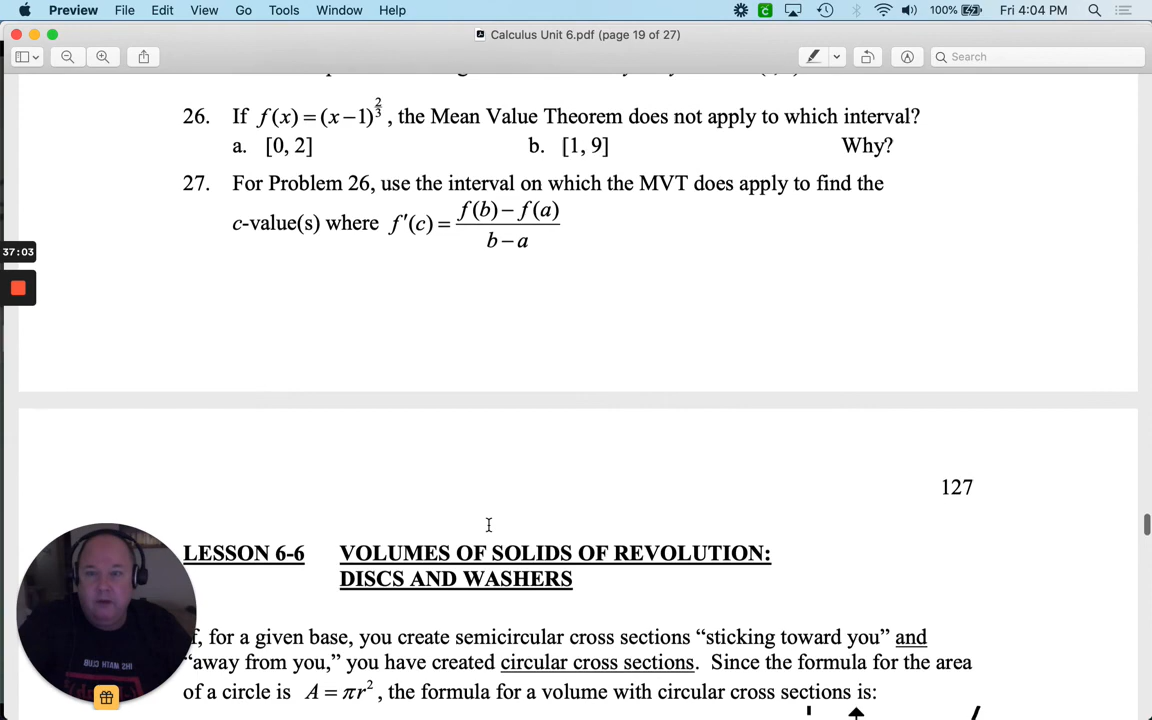 Preview File Edit View Go Tools Window Help 100% Fri 4:04 PM
Calculus Unit 6.pdf (page 19 of 27)
Search
26. If f(x) = (x−1)^(2/3), the Mean Value Theorem does not apply to which interval?
a. [0, 2] b. [1, 9] Why?
27. For Problem 26, use the interval on which the MVT does apply to find the
c-value(s) where f′(c) = (f(b) − f(a))/(b − a)
37:03
127
LESSON 6-6 VOLUMES OF SOLIDS OF REVOLUTION:
DISCS AND WASHERS
f, for a given base, you create semicircular cross sections “sticking toward you” and
“away from you,” you have created circular cross sections. Since the formula for the area
of a circle is A = πr², the formula for a volume with circular cross sections is: